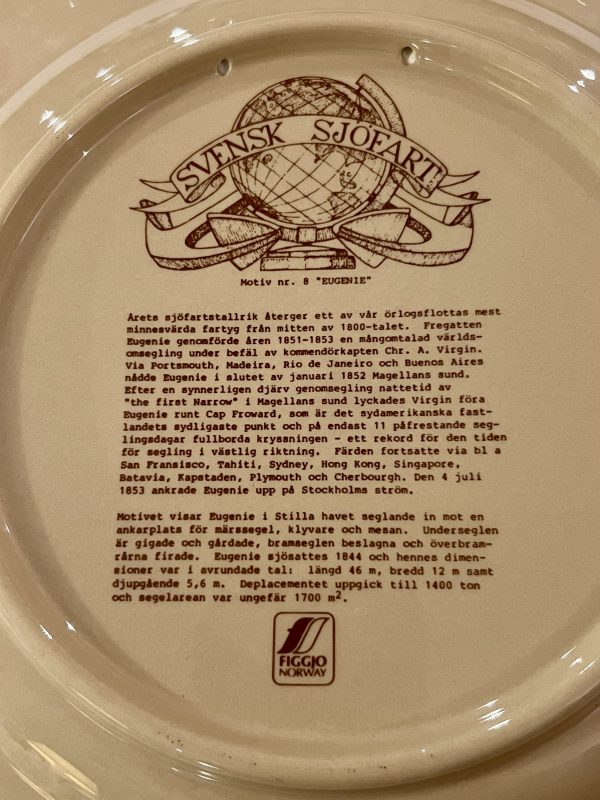 SVENSK SJÖFART
Motiv nr. 8 "EUGENIE"
Årets sjöfartstallrik återger ett av vår örlogsflottas mest
minnesvärda fartyg från mitten av 1800-talet. Fregatten
Eugenie genomförde åren 1851-1853 en mångomtalad världs-
omsegling under befäl av kommendörkapten Chr. A. Virgin.
Via Portsmouth, Madeira, Rio de Janeiro och Buenos Aires
nådde Eugenie i slutet av januari 1852 Magellans sund.
Efter en synnerligen djärv genomsegling nattetid av
"the first Narrow" i Magellans sund lyckades Virgin föra
Eugenie runt Cap Froward, som är det sydamerikanska fast-
landets sydligaste punkt och på endast 11 påfrestande seg-
lingsdagar fullborda kryssningen - ett rekord för den tiden
för segling i västlig riktning. Färden fortsatte via bl a
San Fransisco, Tahiti, Sydney, Hong Kong, Singapore,
Batavia, Kapstaden, Plymouth och Cherbourgh. Den 4 juli
1853 ankrade Eugenie upp på Stockholms ström.
Motivet visar Eugenie i Stilla havet seglande in mot en
ankarplats för märssegel, klyvare och mesan. Underseglen
är gigade och gårdade, bramseglen beslagna och överbram-
rårna firade. Eugenie sjösattes 1844 och hennes dimen-
sioner var i avrundade tal: längd 46 m, bredd 12 m samt
djupgående 5,6 m. Deplacementet uppgick till 1400 ton
och segelarean var ungefär 1700 m².
FIGGJO
NORWAY